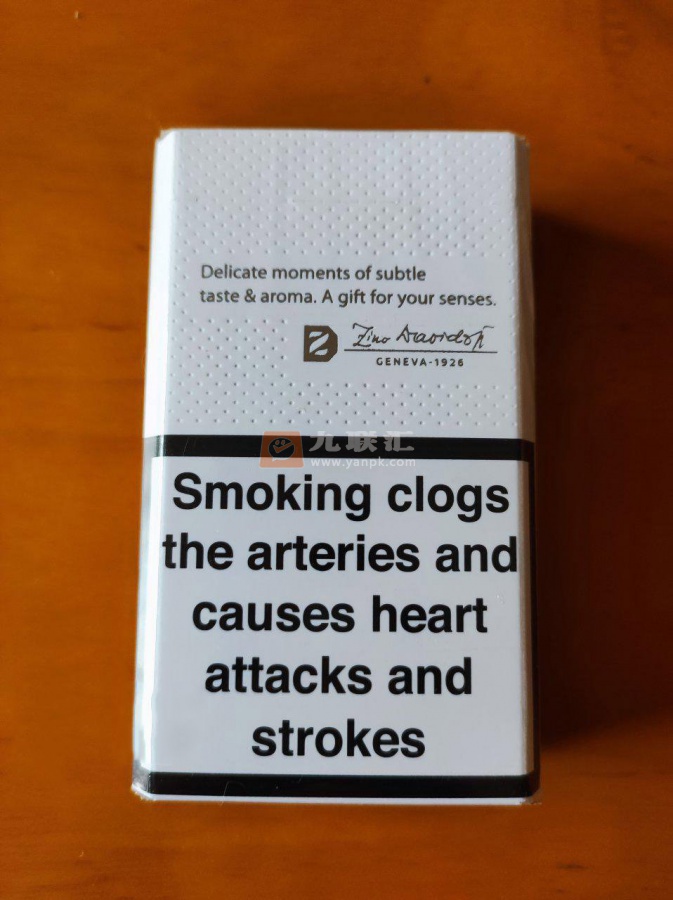 Delicate moments of subtle
taste & aroma. A gift for your senses.
Zino Davidoff
GENEVA-1926
九联汇
www.yanpk.com
Smoking clogs
the arteries and
causes heart
attacks and
strokes